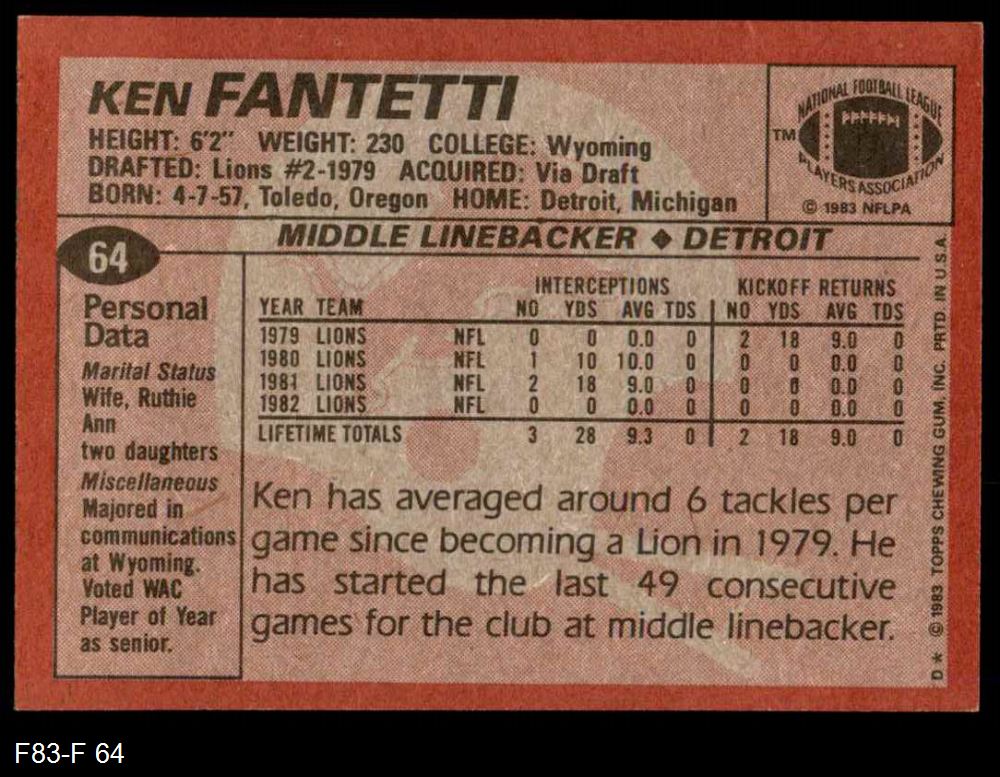 KEN FANTETTI
HEIGHT: 6'2" WEIGHT: 230 COLLEGE: Wyoming
DRAFTED: Lions #2-1979 ACQUIRED: Via Draft
BORN: 4-7-57, Toledo, Oregon HOME: Detroit, Michigan
NATIONAL FOOTBALL LEAGUE
TM
NFLPA
PLAYERS ASSOCIATION
© 1983 NFLPA
MIDDLE LINEBACKER ◆ DETROIT
64
Personal
Data
Marital Status
Wife, Ruthie
Ann
two daughters
Miscellaneous
Majored in
communications
at Wyoming.
Voted WAC
Player of Year
as senior.
INTERCEPTIONS KICKOFF RETURNS
YEAR TEAM NO YDS AVG TDS NO YDS AVG TDS
1979 LIONS NFL 0 0 0.0 0 2 18 9.0 0
1980 LIONS NFL 1 10 10.0 0 0 0 0.0 0
1981 LIONS NFL 2 18 9.0 0 0 0 0.0 0
1982 LIONS NFL 0 0 0.0 0 0 0 0.0 0
LIFETIME TOTALS 3 28 9.3 0 2 18 9.0 0
Ken has averaged around 6 tackles per
game since becoming a Lion in 1979. He
has started the last 49 consecutive
games for the club at middle linebacker.
D* © 1983 TOPPS CHEWING GUM, INC. PRTD. IN U.S.A.
F83-F 64